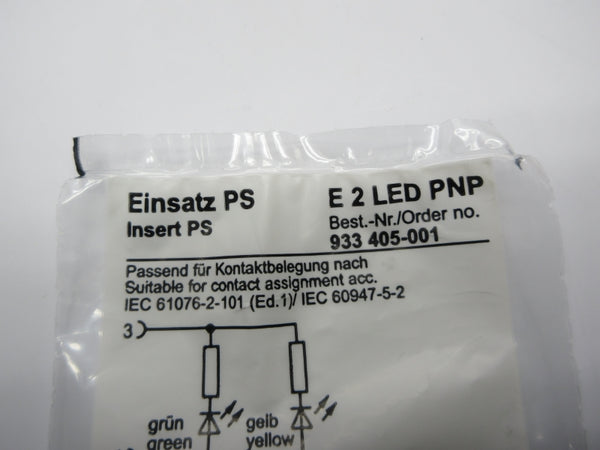 Einsatz PS
Insert PS
E 2 LED PNP
Best.-Nr./Order no.
933 405-001
Passend für Kontaktbelegung nach
Suitable for contact assignment acc.
IEC 61076-2-101 (Ed.1)/ IEC 60947-5-2
3
grün gelb
green yellow